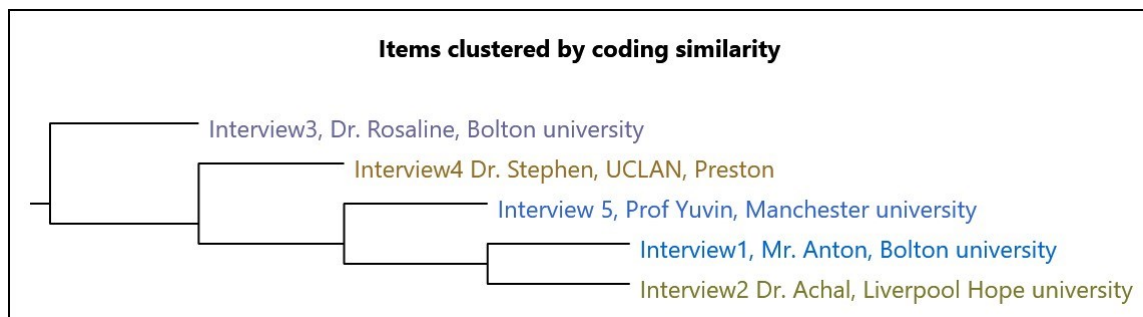 Items clustered by coding similarity
Interview3, Dr. Rosaline, Bolton university
Interview4 Dr. Stephen, UCLAN, Preston
Interview 5, Prof Yuvin, Manchester university
Interview1, Mr. Anton, Bolton university
Interview2 Dr. Achal, Liverpool Hope university